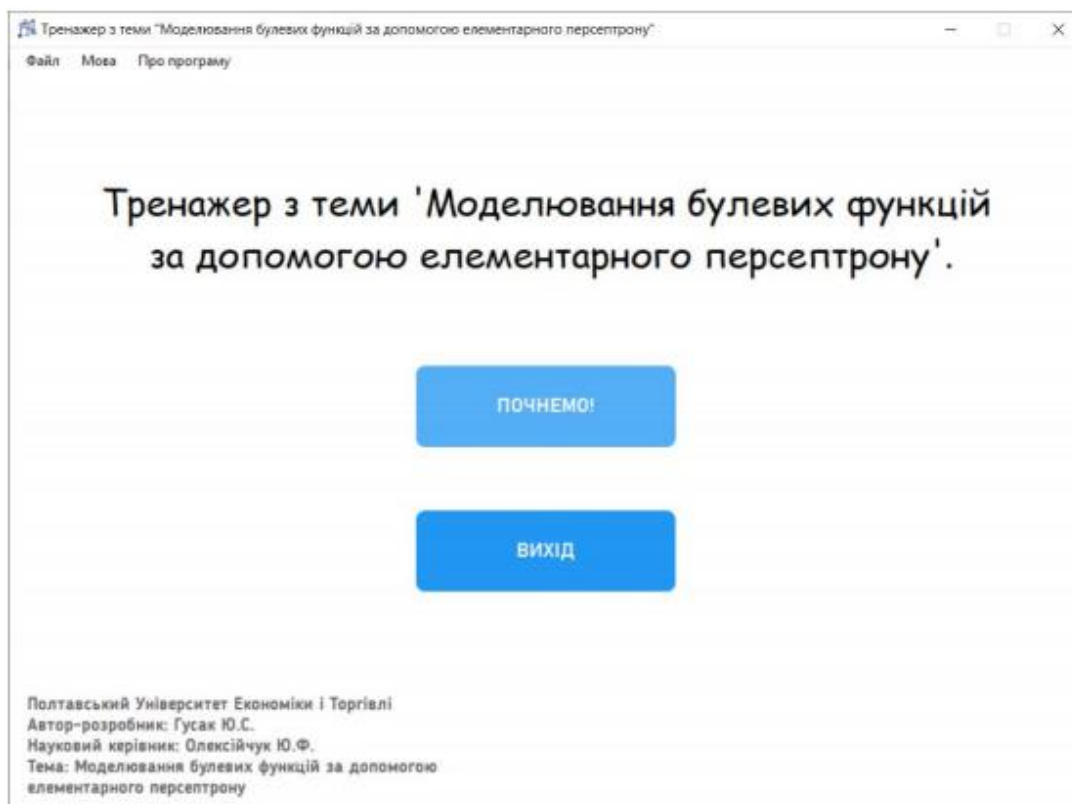 Тренажер з теми "Моделювання булевих функцій за допомогою елементарного персептрону"
Файл Мова Про програму
Тренажер з теми 'Моделювання булевих функцій
за допомогою елементарного персептрону'.
ПОЧНЕМО!
ВИХІД
Полтавський Університет Економіки і Торгівлі
Автор-розробник: Гусак Ю.С.
Науковий керівник: Олексійчук Ю.Ф.
Тема: Моделювання булевих функцій за допомогою
елементарного персептрону